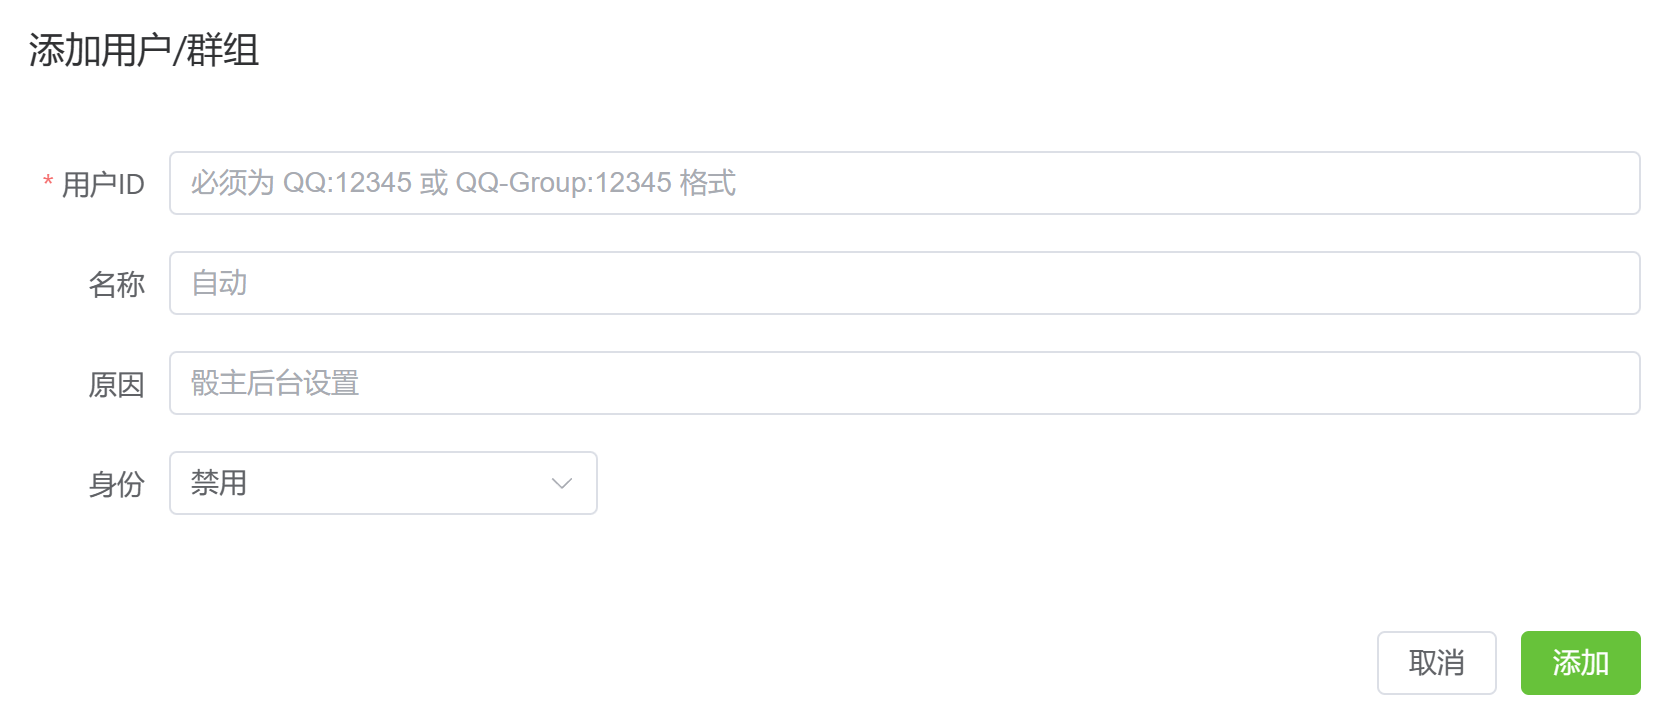 添加用户/群组
* 用户ID 必须为 QQ:12345 或 QQ-Group:12345 格式
名称 自动
原因 骰主后台设置
身份 禁用
取消 添加